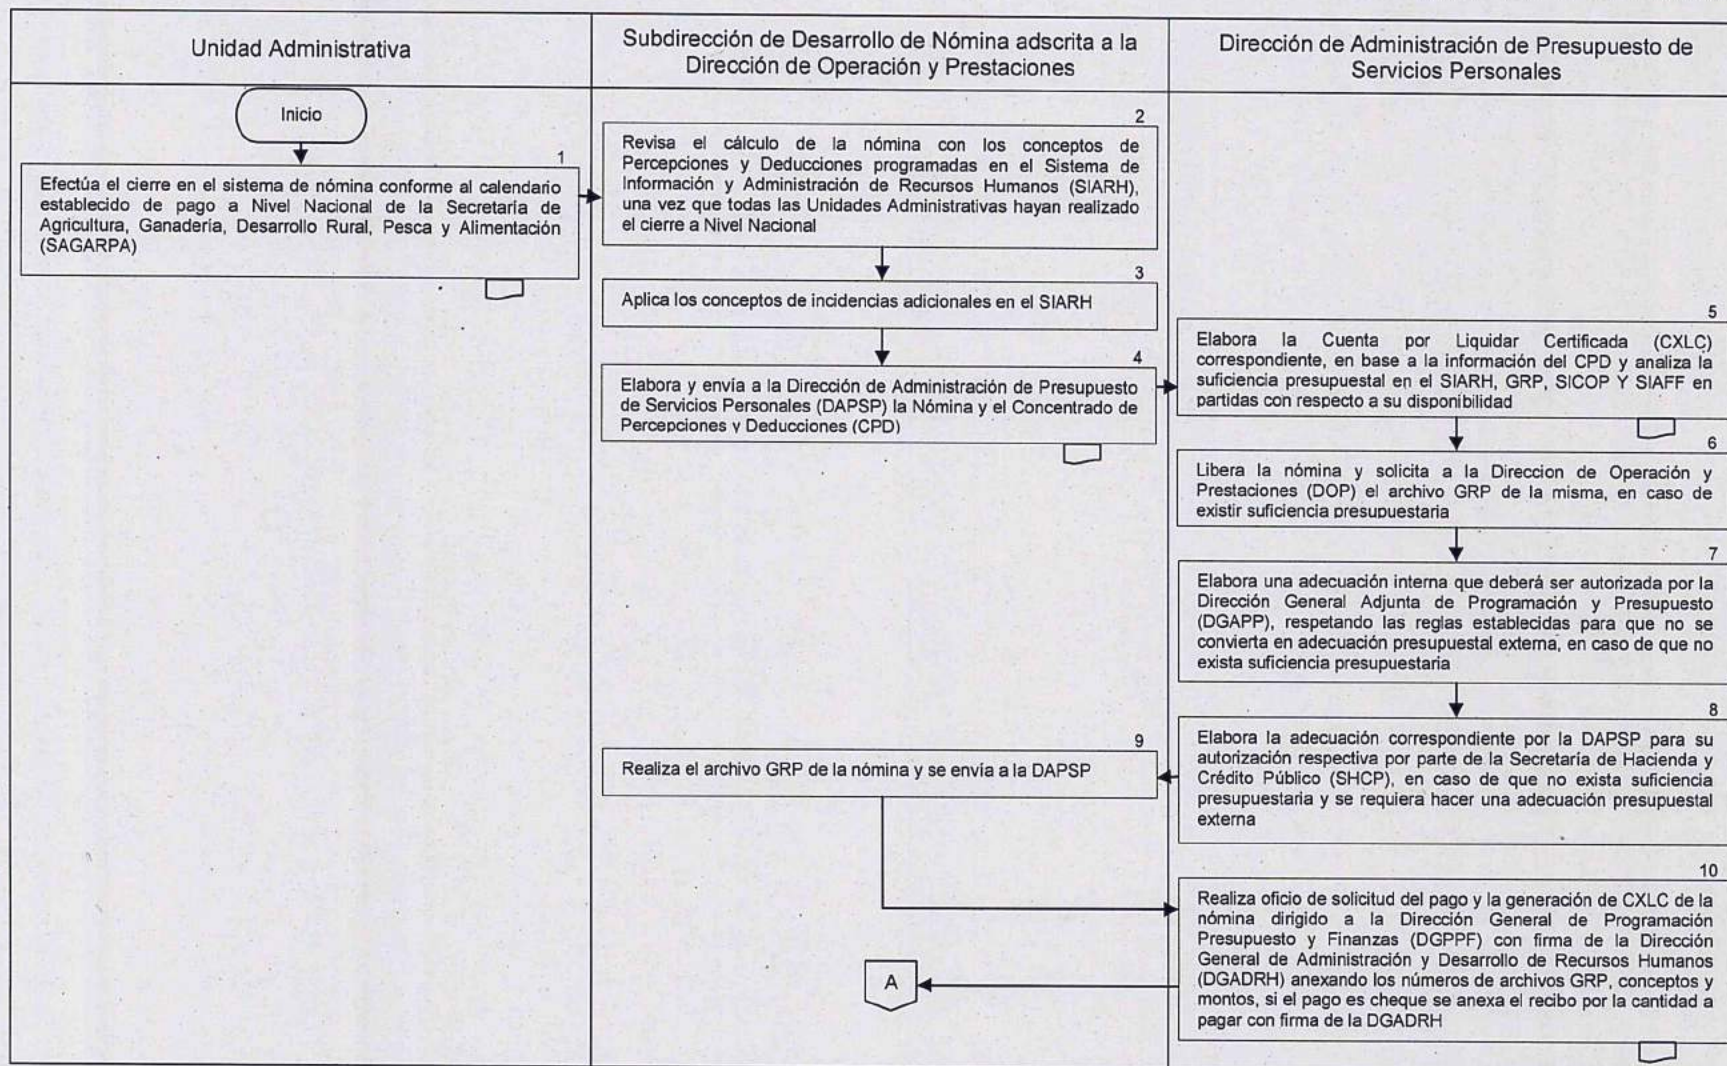 Unidad Administrativa
Subdirección de Desarrollo de Nómina adscrita a la
Dirección de Operación y Prestaciones
Dirección de Administración de Presupuesto de
Servicios Personales
Inicio
1
Efectúa el cierre en el sistema de nómina conforme al calendario
establecido de pago a Nivel Nacional de la Secretaría de
Agricultura, Ganadería, Desarrollo Rural, Pesca y Alimentación
(SAGARPA)
2
Revisa el cálculo de la nómina con los conceptos de
Percepciones y Deducciones programadas en el Sistema de
Información y Administración de Recursos Humanos (SIARH),
una vez que todas las Unidades Administrativas hayan realizado
el cierre a Nivel Nacional
3
Aplica los conceptos de incidencias adicionales en el SIARH
4
Elabora y envía a la Dirección de Administración de Presupuesto
de Servicios Personales (DAPSP) la Nómina y el Concentrado de
Percepciones y Deducciones (CPD)
5
Elabora la Cuenta por Liquidar Certificada (CXLC)
correspondiente, en base a la información del CPD y analiza la
suficiencia presupuestal en el SIARH, GRP, SICOP Y SIAFF en
partidas con respecto a su disponibilidad
6
Libera la nómina y solicita a la Direccion de Operación y
Prestaciones (DOP) el archivo GRP de la misma, en caso de
existir suficiencia presupuestaria
7
Elabora una adecuación interna que deberá ser autorizada por la
Dirección General Adjunta de Programación y Presupuesto
(DGAPP), respetando las reglas establecidas para que no se
convierta en adecuación presupuestal externa, en caso de que no
exista suficiencia presupuestaria
8
Elabora la adecuación correspondiente por la DAPSP para su
autorización respectiva por parte de la Secretaría de Hacienda y
Crédito Público (SHCP), en caso de que no exista suficiencia
presupuestaria y se requiera hacer una adecuación presupuestal
externa
9
Realiza el archivo GRP de la nómina y se envía a la DAPSP
10
Realiza oficio de solicitud del pago y la generación de CXLC de la
nómina dirigido a la Dirección General de Programación
Presupuesto y Finanzas (DGPPF) con firma de la Dirección
General de Administración y Desarrollo de Recursos Humanos
(DGADRH) anexando los números de archivos GRP, conceptos y
montos, si el pago es cheque se anexa el recibo por la cantidad a
pagar con firma de la DGADRH
A